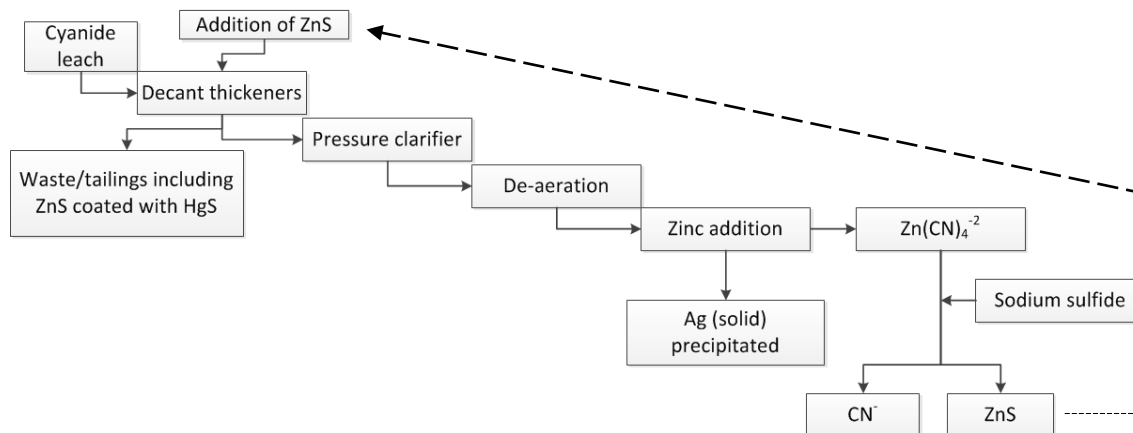 Addition of ZnS
Cyanide
leach
Decant thickeners
Pressure clarifier
Waste/tailings including
ZnS coated with HgS
De-aeration
Zinc addition
Zn(CN)₄⁻²
Sodium sulfide
Ag (solid)
precipitated
CN⁻
ZnS